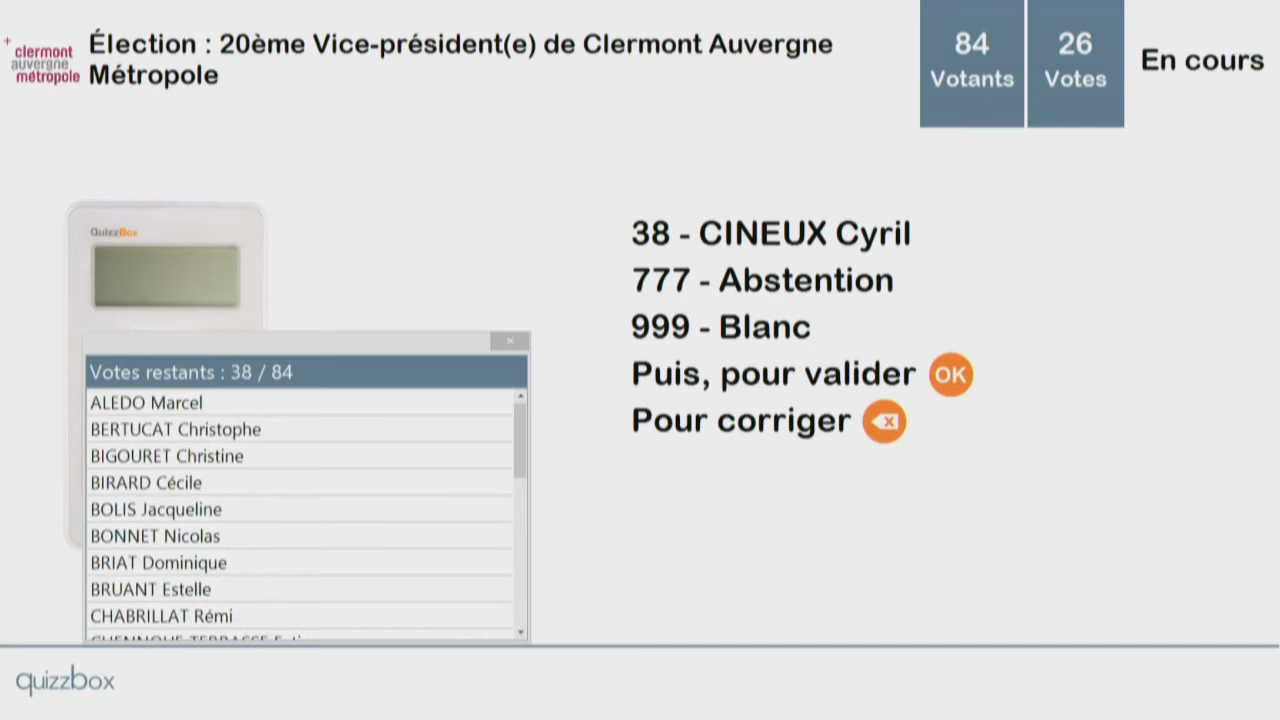 clermont
auvergne
métropole
Élection : 20ème Vice-président(e) de Clermont Auvergne
Métropole
84
Votants
26
Votes
En cours
QuizzBox
38 - CINEUX Cyril
777 - Abstention
999 - Blanc
Puis, pour valider OK
Pour corriger
Votes restants : 38 / 84
ALEDO Marcel
BERTUCAT Christophe
BIGOURET Christine
BIRARD Cécile
BOLIS Jacqueline
BONNET Nicolas
BRIAT Dominique
BRUANT Estelle
CHABRILLAT Rémi
quizzbox